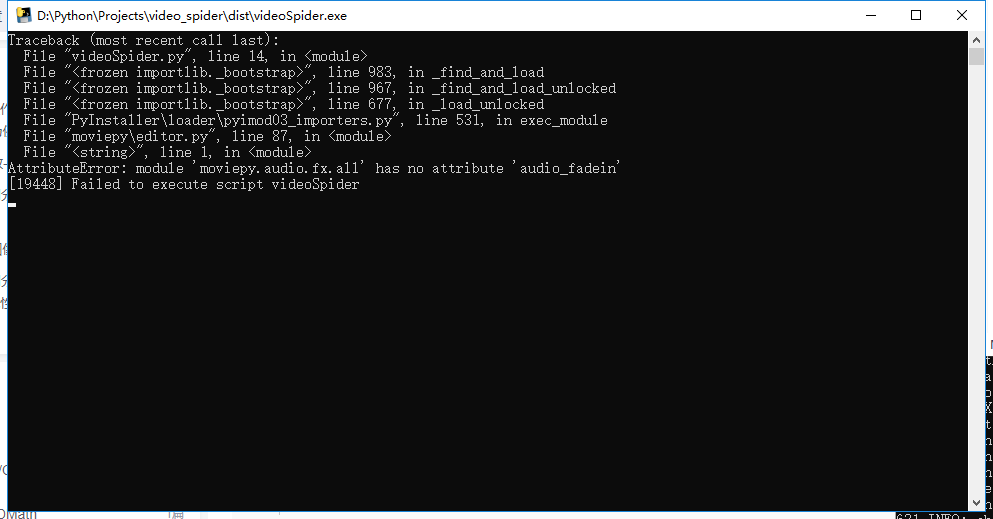 D:\Python\Projects\video_spider\dist\videoSpider.exe
Traceback (most recent call last):
  File "videoSpider.py", line 14, in <module>
  File "<frozen importlib._bootstrap>", line 983, in _find_and_load
  File "<frozen importlib._bootstrap>", line 967, in _find_and_load_unlocked
  File "<frozen importlib._bootstrap>", line 677, in _load_unlocked
  File "PyInstaller\loader\pyimod03_importers.py", line 531, in exec_module
  File "moviepy\editor.py", line 87, in <module>
  File "<string>", line 1, in <module>
AttributeError: module 'moviepy.audio.fx.all' has no attribute 'audio_fadein'
[19448] Failed to execute script videoSpider